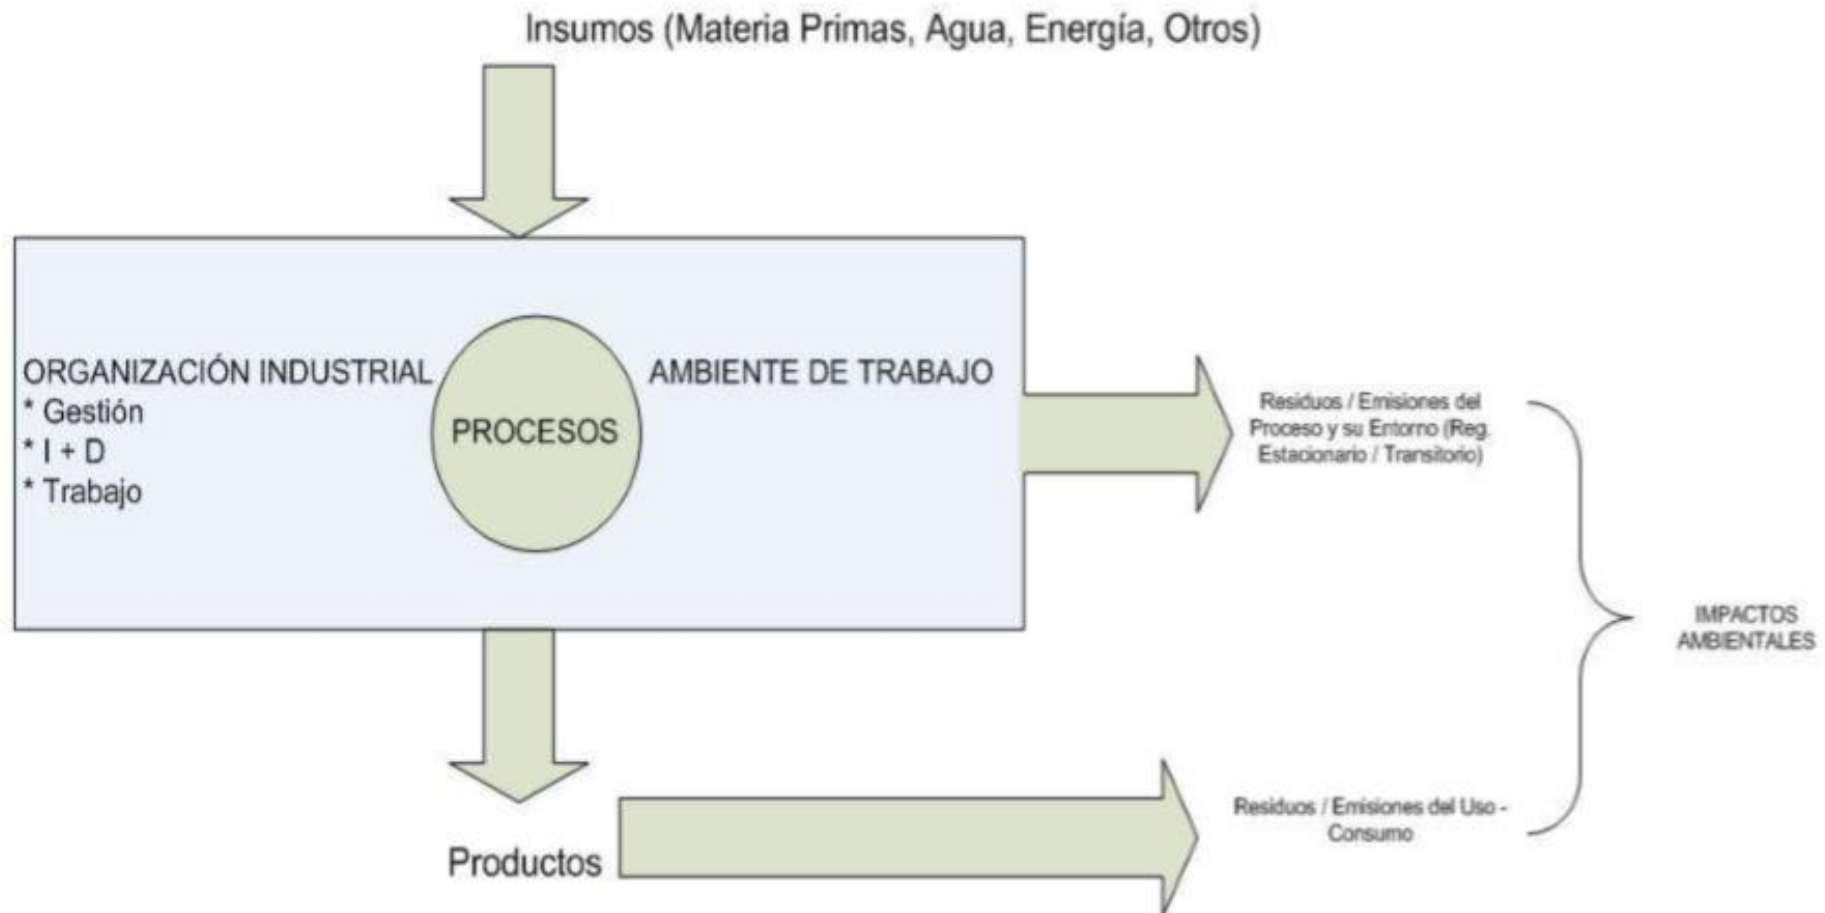 Insumos (Materia Primas, Agua, Energía, Otros)
ORGANIZACIÓN INDUSTRIAL
* Gestión
* I + D
* Trabajo
PROCESOS
AMBIENTE DE TRABAJO
Residuos / Emisiones del
Proceso y su Entorno (Reg.
Estacionario / Transitorio)
IMPACTOS
AMBIENTALES
Productos
Residuos / Emisiones del Uso -
Consumo